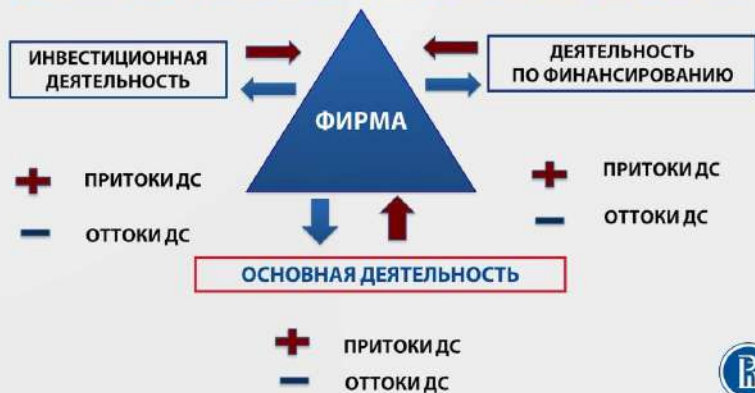 ИНВЕСТИЦИОННАЯ
ДЕЯТЕЛЬНОСТЬ
ДЕЯТЕЛЬНОСТЬ
ПО ФИНАНСИРОВАНИЮ
ФИРМА
ПРИТОКИ ДС
ОТТОКИ ДС
ПРИТОКИ ДС
ОТТОКИ ДС
ОСНОВНАЯ ДЕЯТЕЛЬНОСТЬ
ПРИТОКИ ДС
ОТТОКИ ДС